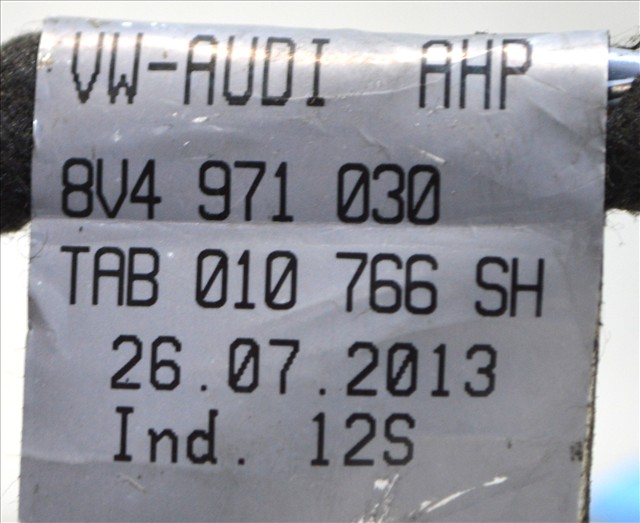 VW-AUDI AHP
8V4 971 030
TAB 010 766 SH
26.07.2013
Ind. 12S